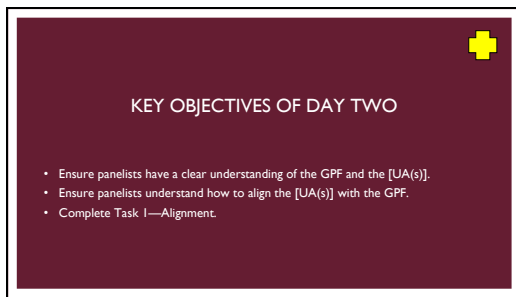 KEY OBJECTIVES OF DAY TWO
• Ensure panelists have a clear understanding of the GPF and the [UA(s)].
• Ensure panelists understand how to align the [UA(s)] with the GPF.
• Complete Task 1—Alignment.